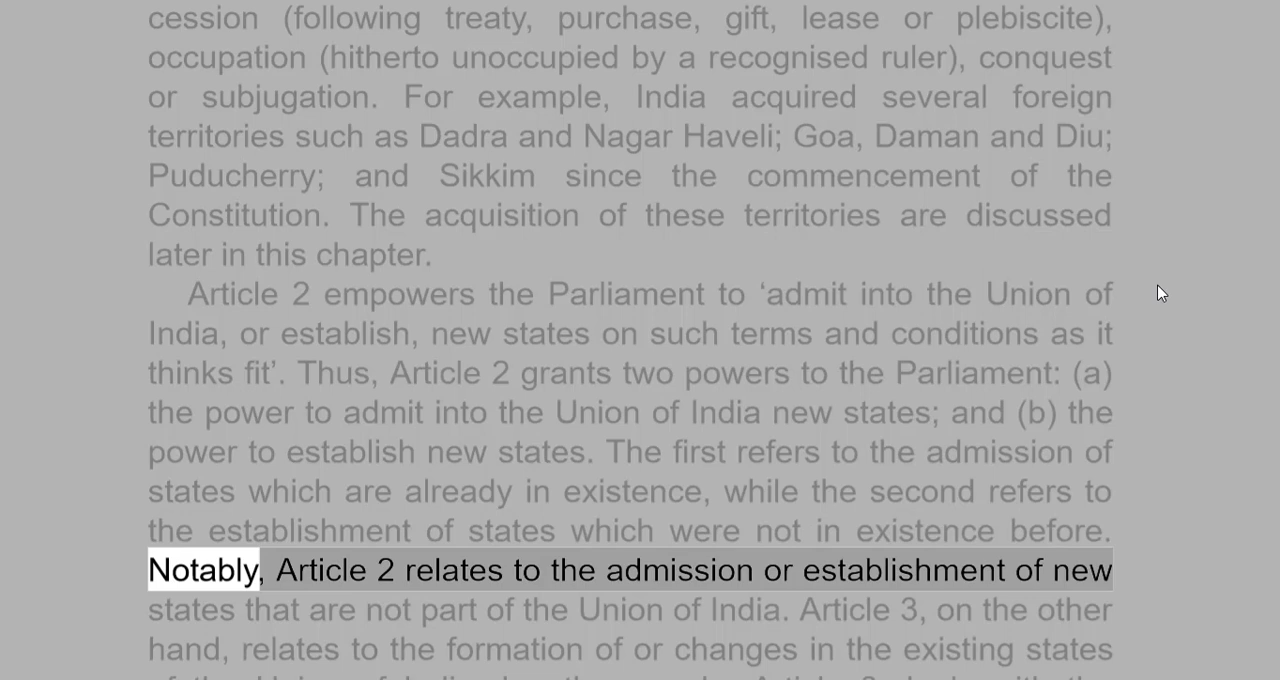 cession (following treaty, purchase, gift, lease or plebiscite),
occupation (hitherto unoccupied by a recognised ruler), conquest
or subjugation. For example, India acquired several foreign
territories such as Dadra and Nagar Haveli; Goa, Daman and Diu;
Puducherry; and Sikkim since the commencement of the
Constitution. The acquisition of these territories are discussed
later in this chapter.
Article 2 empowers the Parliament to ‘admit into the Union of
India, or establish, new states on such terms and conditions as it
thinks fit’. Thus, Article 2 grants two powers to the Parliament: (a)
the power to admit into the Union of India new states; and (b) the
power to establish new states. The first refers to the admission of
states which are already in existence, while the second refers to
the establishment of states which were not in existence before.
Notably, Article 2 relates to the admission or establishment of new
states that are not part of the Union of India. Article 3, on the other
hand, relates to the formation of or changes in the existing states